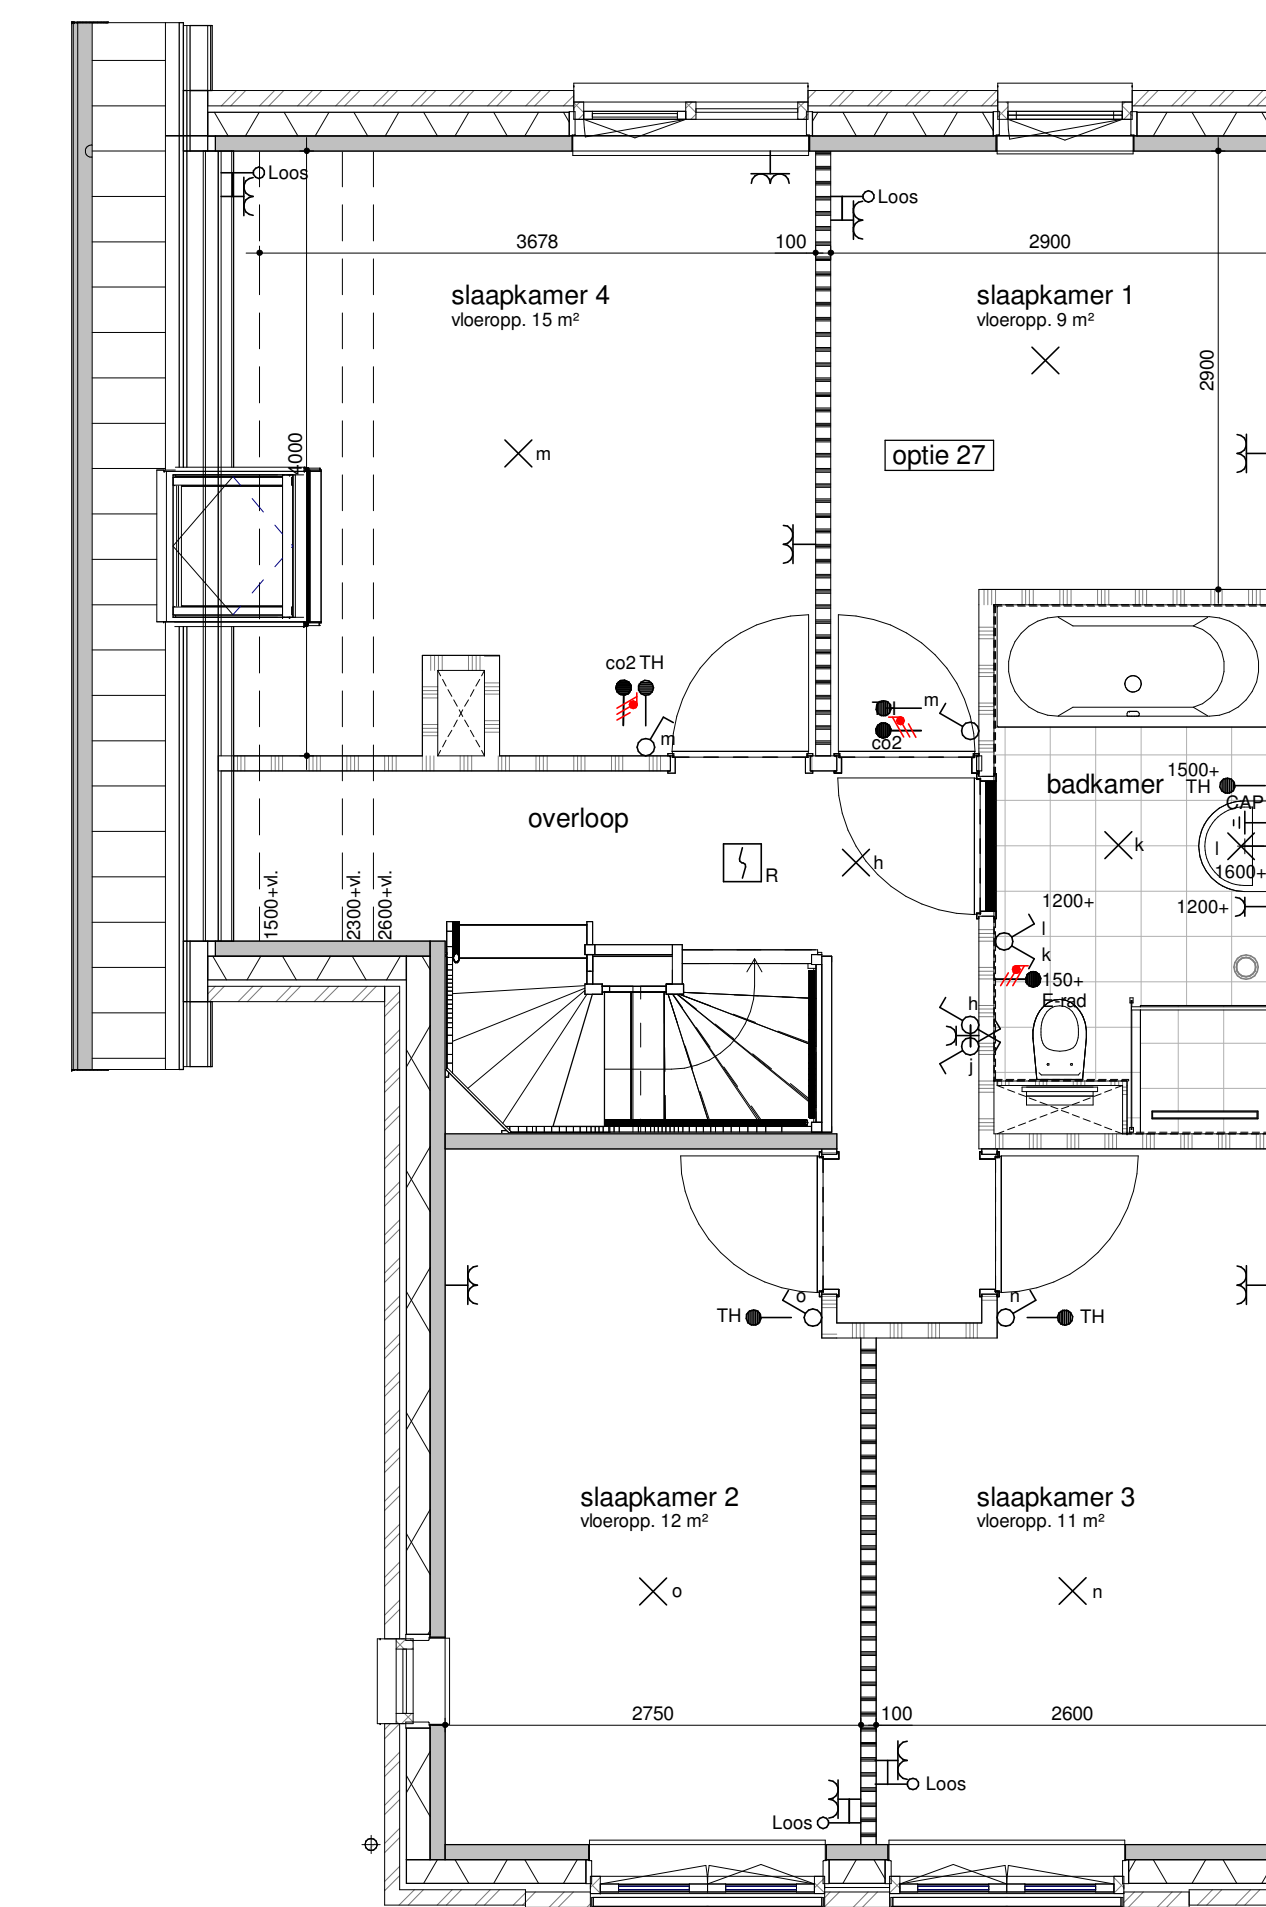 Loos
Loos
3678
100
2900
slaapkamer 4
vloeropp. 15 m²
slaapkamer 1
vloeropp. 9 m²
2900
4000
m
optie 27
co2 TH
m
m
co2
overloop
R
h
badkamer
1500+
TH
CAP
k
l
1600+
1200+
1200+
l
k
150+
E-rad
h
j
1500+vl.
2300+vl.
2600+vl.
o
n
TH
TH
slaapkamer 2
vloeropp. 12 m²
slaapkamer 3
vloeropp. 11 m²
o
n
2750
100
2600
Loos
Loos